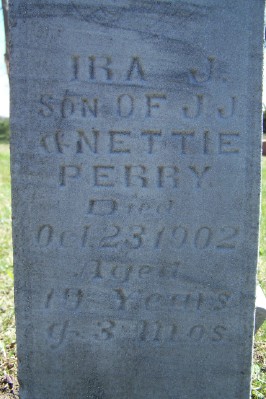 IRA J.
SON OF J. J.
& NETTIE
PERRY.
Died
Oct. 23 1902
Aged
19 Years
& 3 Mos.